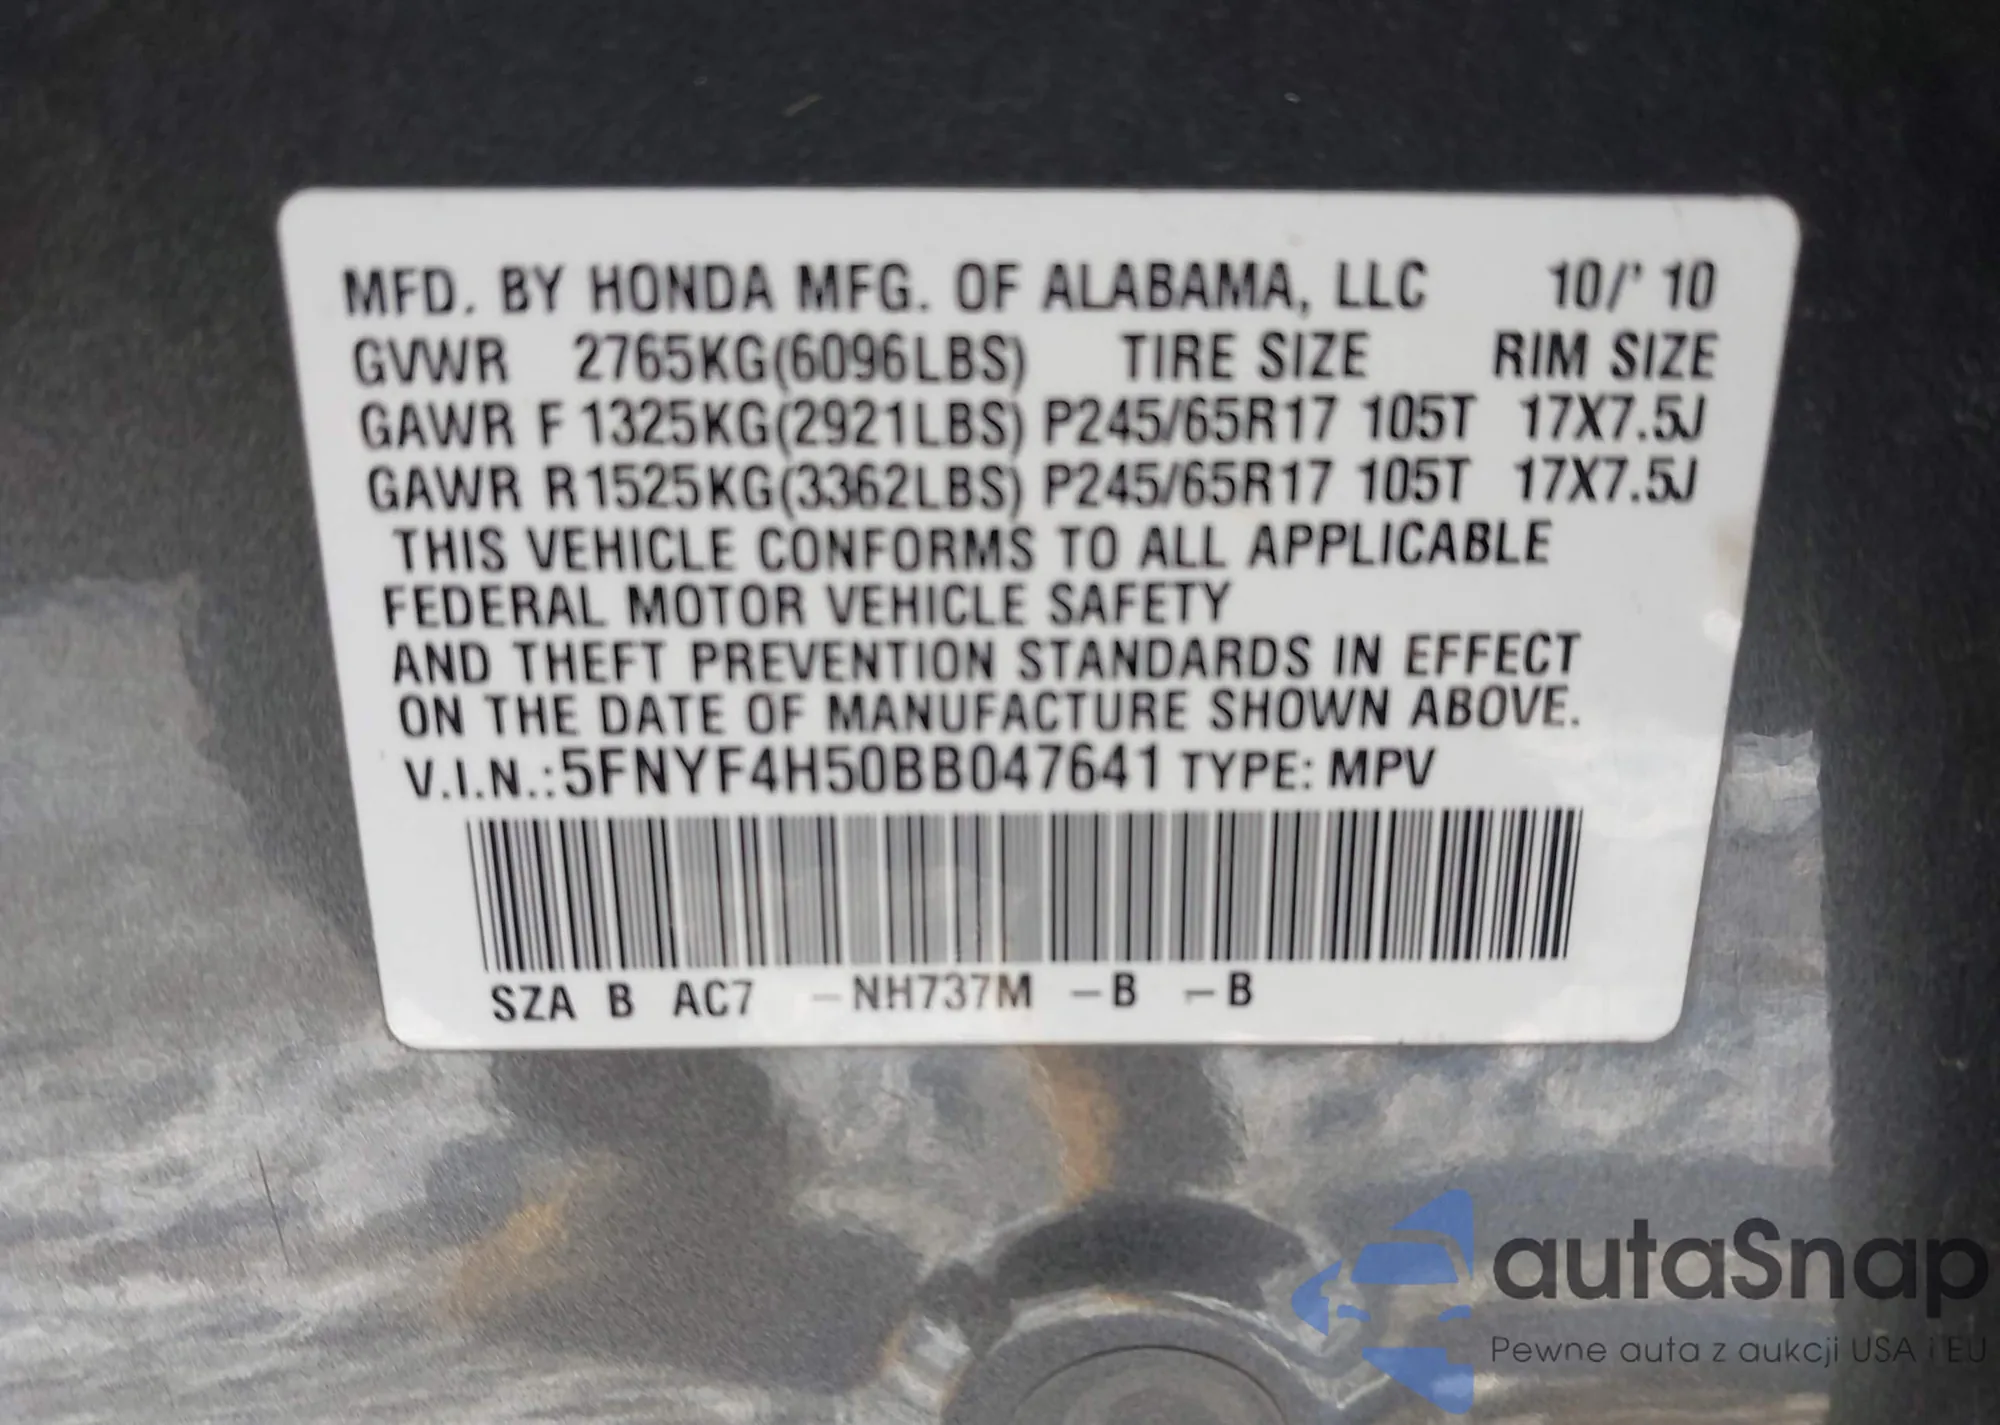 MFD. BY HONDA MFG. OF ALABAMA, LLC 10/' 10
GVWR 2765KG(6096LBS) TIRE SIZE RIM SIZE
GAWR F 1325KG(2921LBS) P245/65R17 105T 17X7.5J
GAWR R 1525KG(3362LBS) P245/65R17 105T 17X7.5J
THIS VEHICLE CONFORMS TO ALL APPLICABLE
FEDERAL MOTOR VEHICLE SAFETY
AND THEFT PREVENTION STANDARDS IN EFFECT
ON THE DATE OF MANUFACTURE SHOWN ABOVE.
V.I.N.:5FNYF4H50BB047641 TYPE: MPV
SZA B AC7 -NH737M -B -B
autaSnap
Pewne auta z aukcji USA i EU